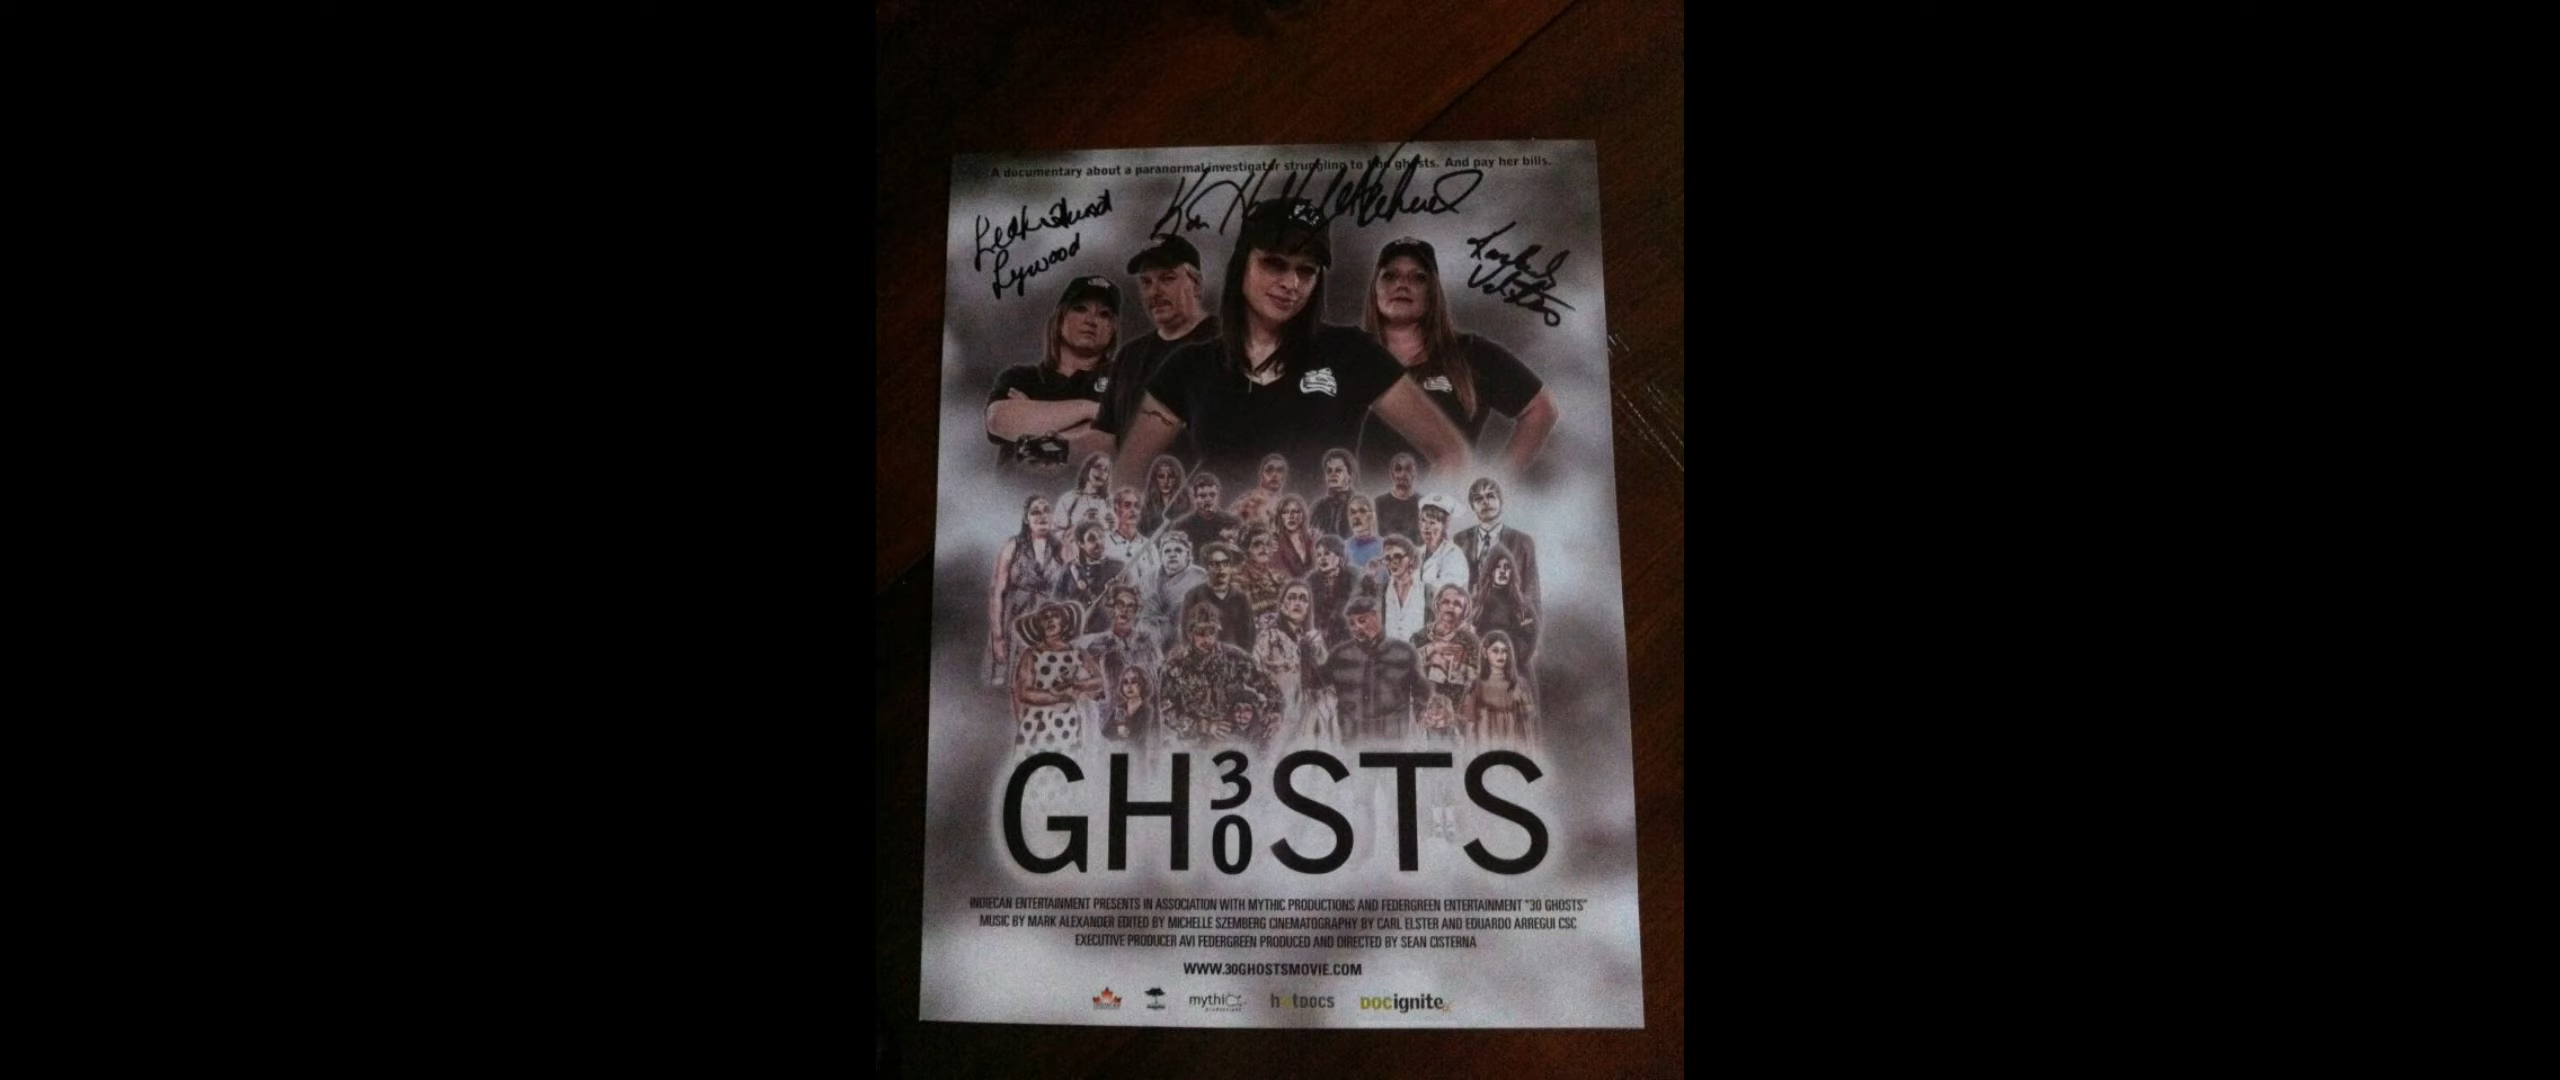 A documentary about a paranormal investigator struggling to find ghosts. And pay her bills.
Lywood
GH30STS
INDIECAN ENTERTAINMENT PRESENTS IN ASSOCIATION WITH MYTHIC PRODUCTIONS AND FEDERGREEN ENTERTAINMENT "30 GHOSTS"
MUSIC BY MARK ALEXANDER EDITED BY MICHELLE SZEMBERG CINEMATOGRAPHY BY CARL ELSTER AND EDUARDO ARREGUI CSC
EXECUTIVE PRODUCER AVI FEDERGREEN PRODUCED AND DIRECTED BY SEAN CISTERNA
WWW.30GHOSTSMOVIE.COM
mythic productions hotDOCS DOCignite